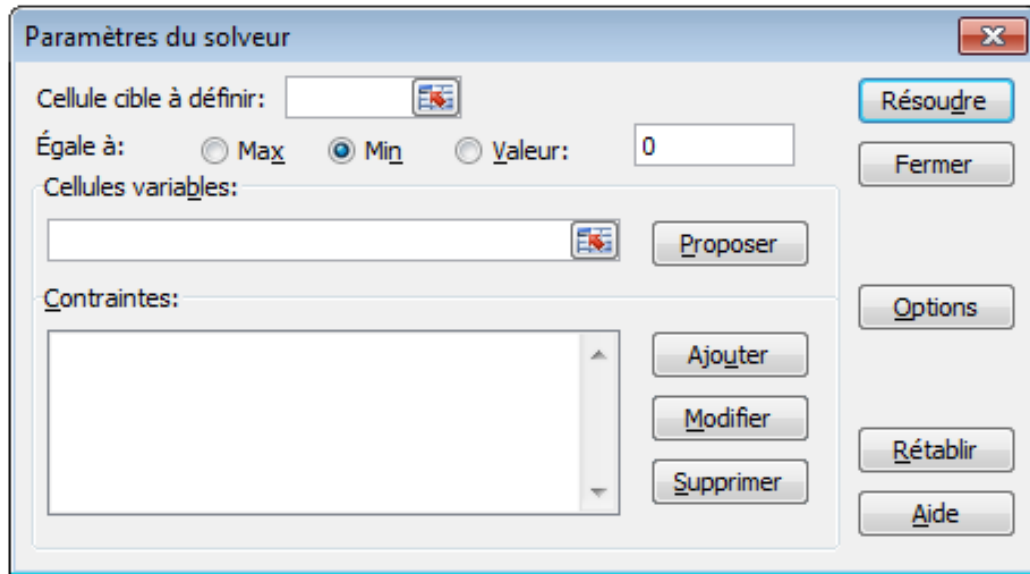 Paramètres du solveur
Cellule cible à définir:
Résoudre
Égale à: Max Min Valeur: 0
Fermer
Cellules variables:
Proposer
Contraintes:
Options
Ajouter
Modifier
Rétablir
Supprimer
Aide